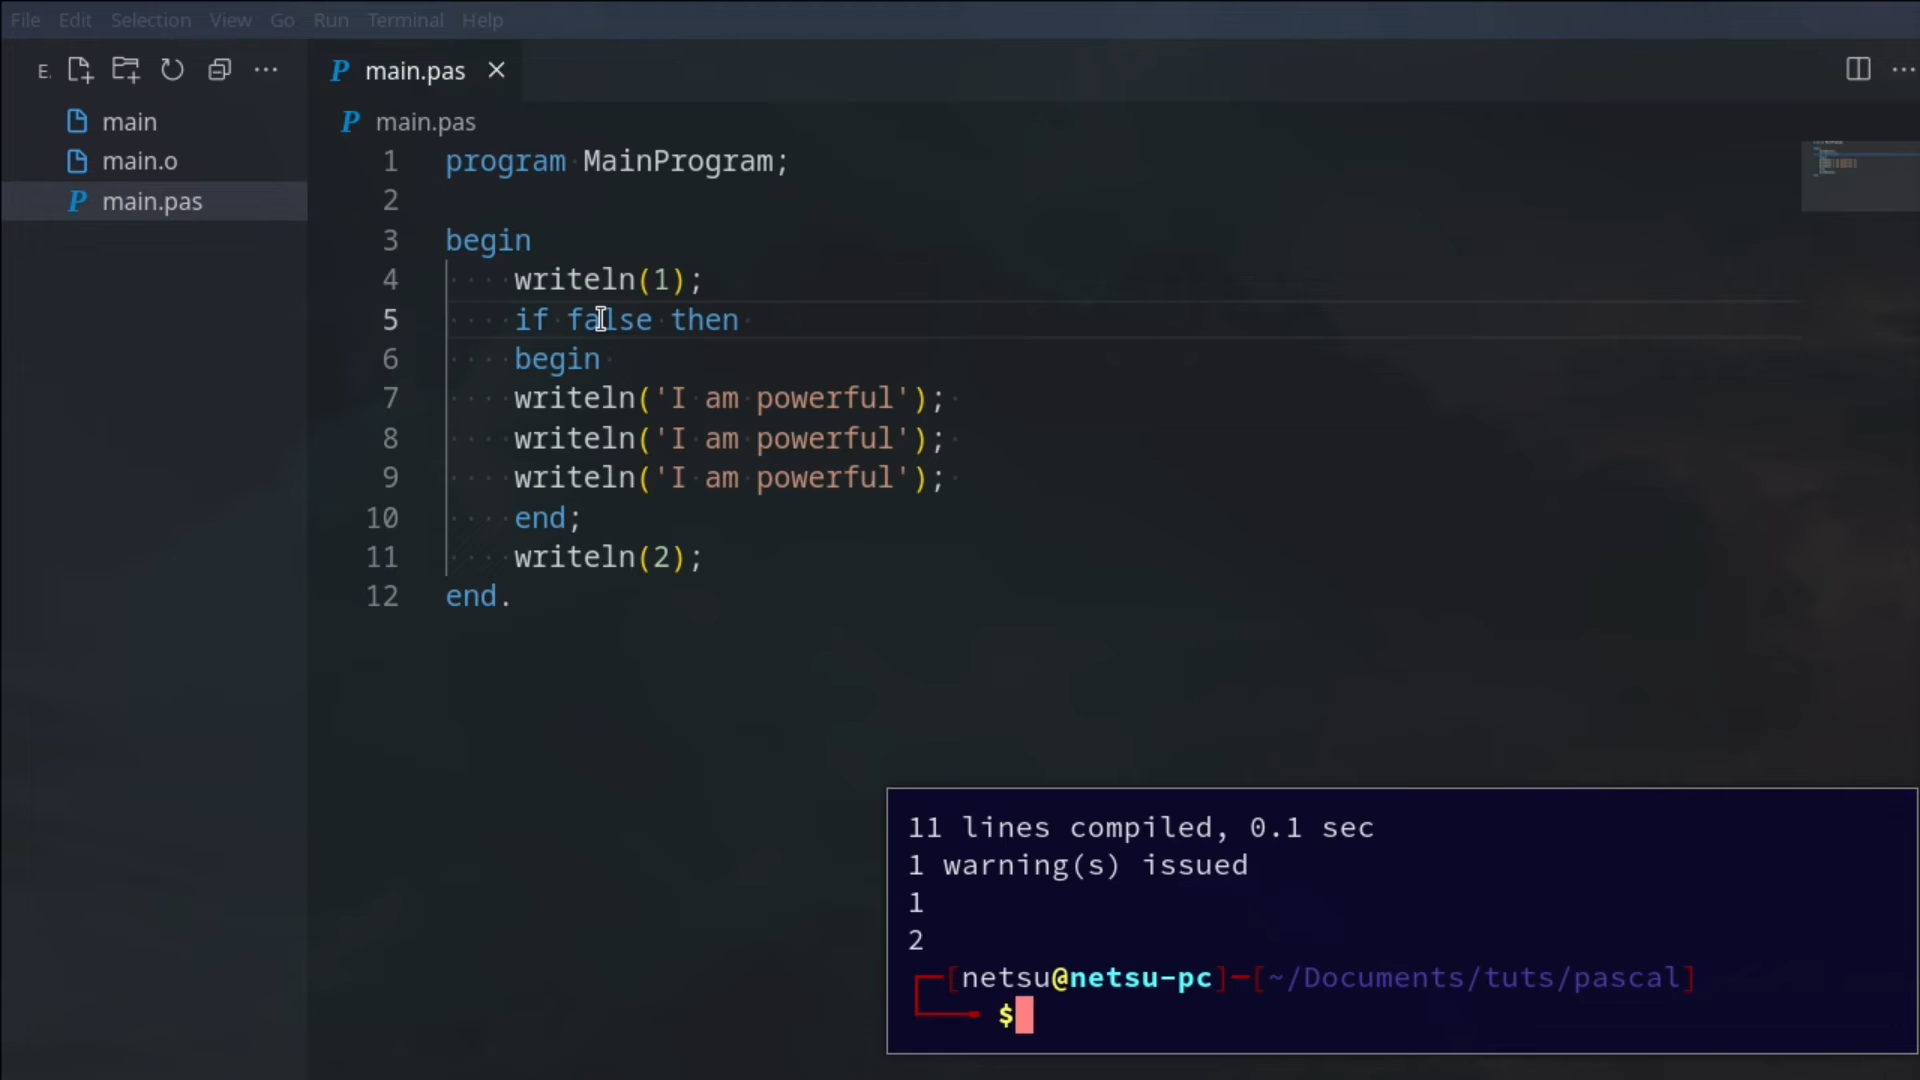 File Edit Selection View Go Run Terminal Help
E.
main.pas
main
main.o
main.pas
main.pas
1 program MainProgram;
2
3 begin
4 writeln(1);
5 if false then
6 begin
7 writeln('I am powerful');
8 writeln('I am powerful');
9 writeln('I am powerful');
10 end;
11 writeln(2);
12 end.
11 lines compiled, 0.1 sec
1 warning(s) issued
1
2
[netsu@netsu-pc]-[~/Documents/tuts/pascal]
$